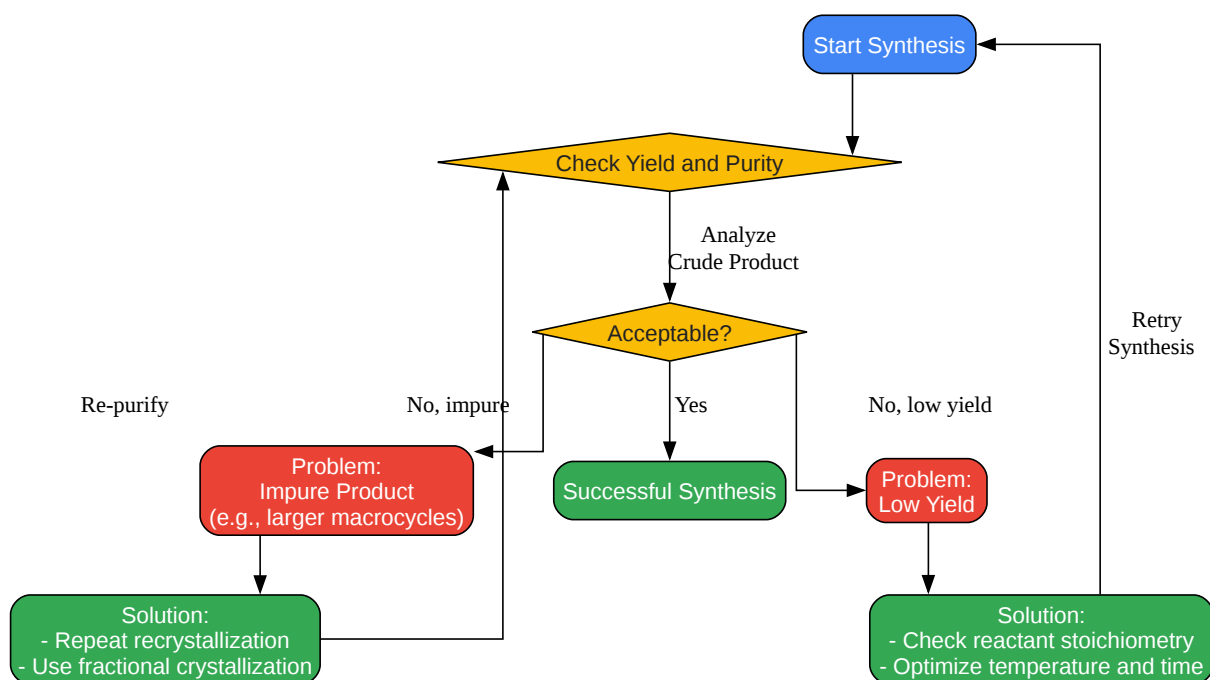 Start Synthesis
Check Yield and Purity
Analyze
Crude Product
Acceptable?
Retry
Synthesis
Re-purify
No, impure
Yes
No, low yield
Problem:
Impure Product
(e.g., larger macrocycles)
Successful Synthesis
Problem:
Low Yield
Solution:
- Repeat recrystallization
- Use fractional crystallization
Solution:
- Check reactant stoichiometry
- Optimize temperature and time